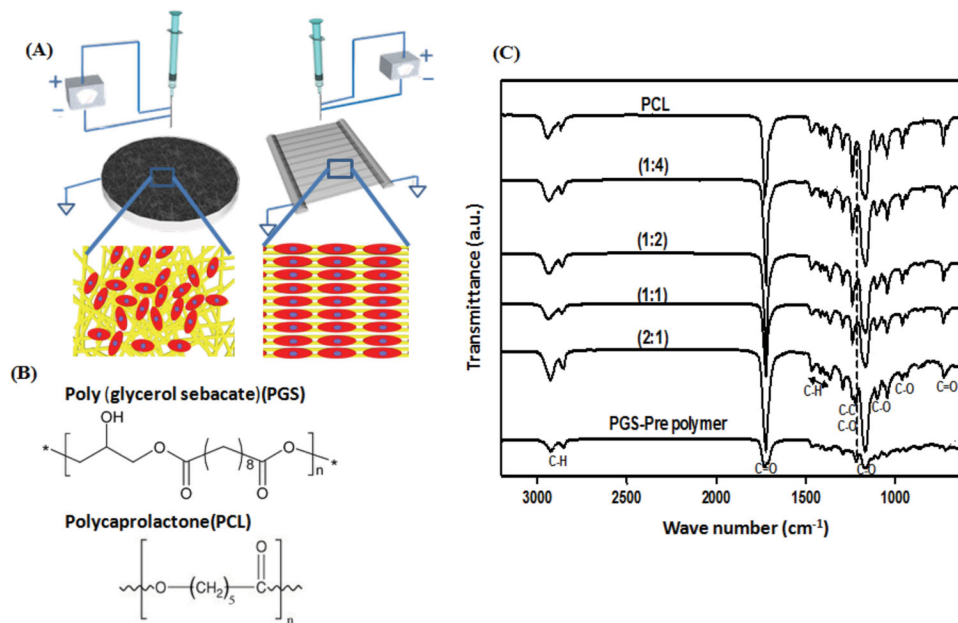 (A)
+
−
+
−
(B)
Poly (glycerol sebacate)(PGS)
OH
*
O
O
8
O
O
n
*
Polycaprolactone(PCL)
O
O
(CH2)5
C
n
(C)
PCL
(1:4)
(1:2)
(1:1)
(2:1)
PGS-Pre polymer
C-H
C=O
C-H
C-C
C-O
C-O
C-O
C-O
C=O
Transmittance (a.u.)
3000 2500 2000 1500 1000
Wave number (cm⁻¹)